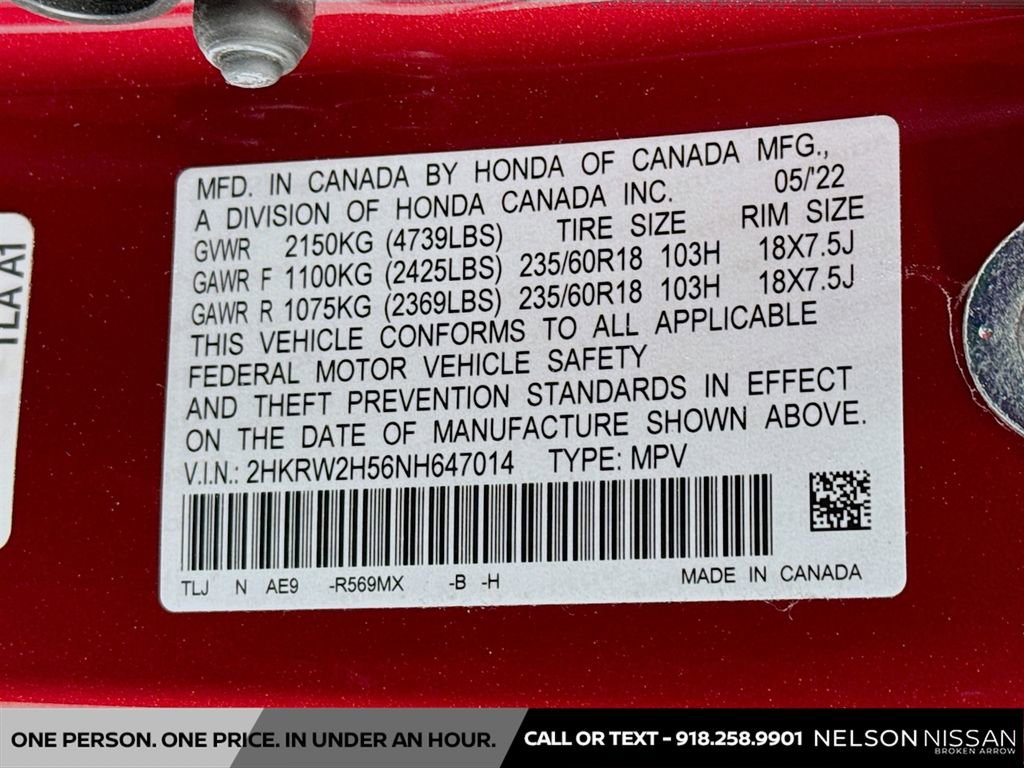 MFD. IN CANADA BY HONDA OF CANADA MFG.,
A DIVISION OF HONDA CANADA INC. 05/'22
GVWR 2150KG (4739LBS) TIRE SIZE RIM SIZE
GAWR F 1100KG (2425LBS) 235/60R18 103H 18X7.5J
GAWR R 1075KG (2369LBS) 235/60R18 103H 18X7.5J
THIS VEHICLE CONFORMS TO ALL APPLICABLE
FEDERAL MOTOR VEHICLE SAFETY
AND THEFT PREVENTION STANDARDS IN EFFECT
ON THE DATE OF MANUFACTURE SHOWN ABOVE.
V.I.N.: 2HKRW2H56NH647014 TYPE: MPV
TLJ N AE9 -R569MX -B -H MADE IN CANADA
TLA A1
ONE PERSON. ONE PRICE. IN UNDER AN HOUR.
CALL OR TEXT - 918.258.9901 NELSON NISSAN
BROKEN ARROW